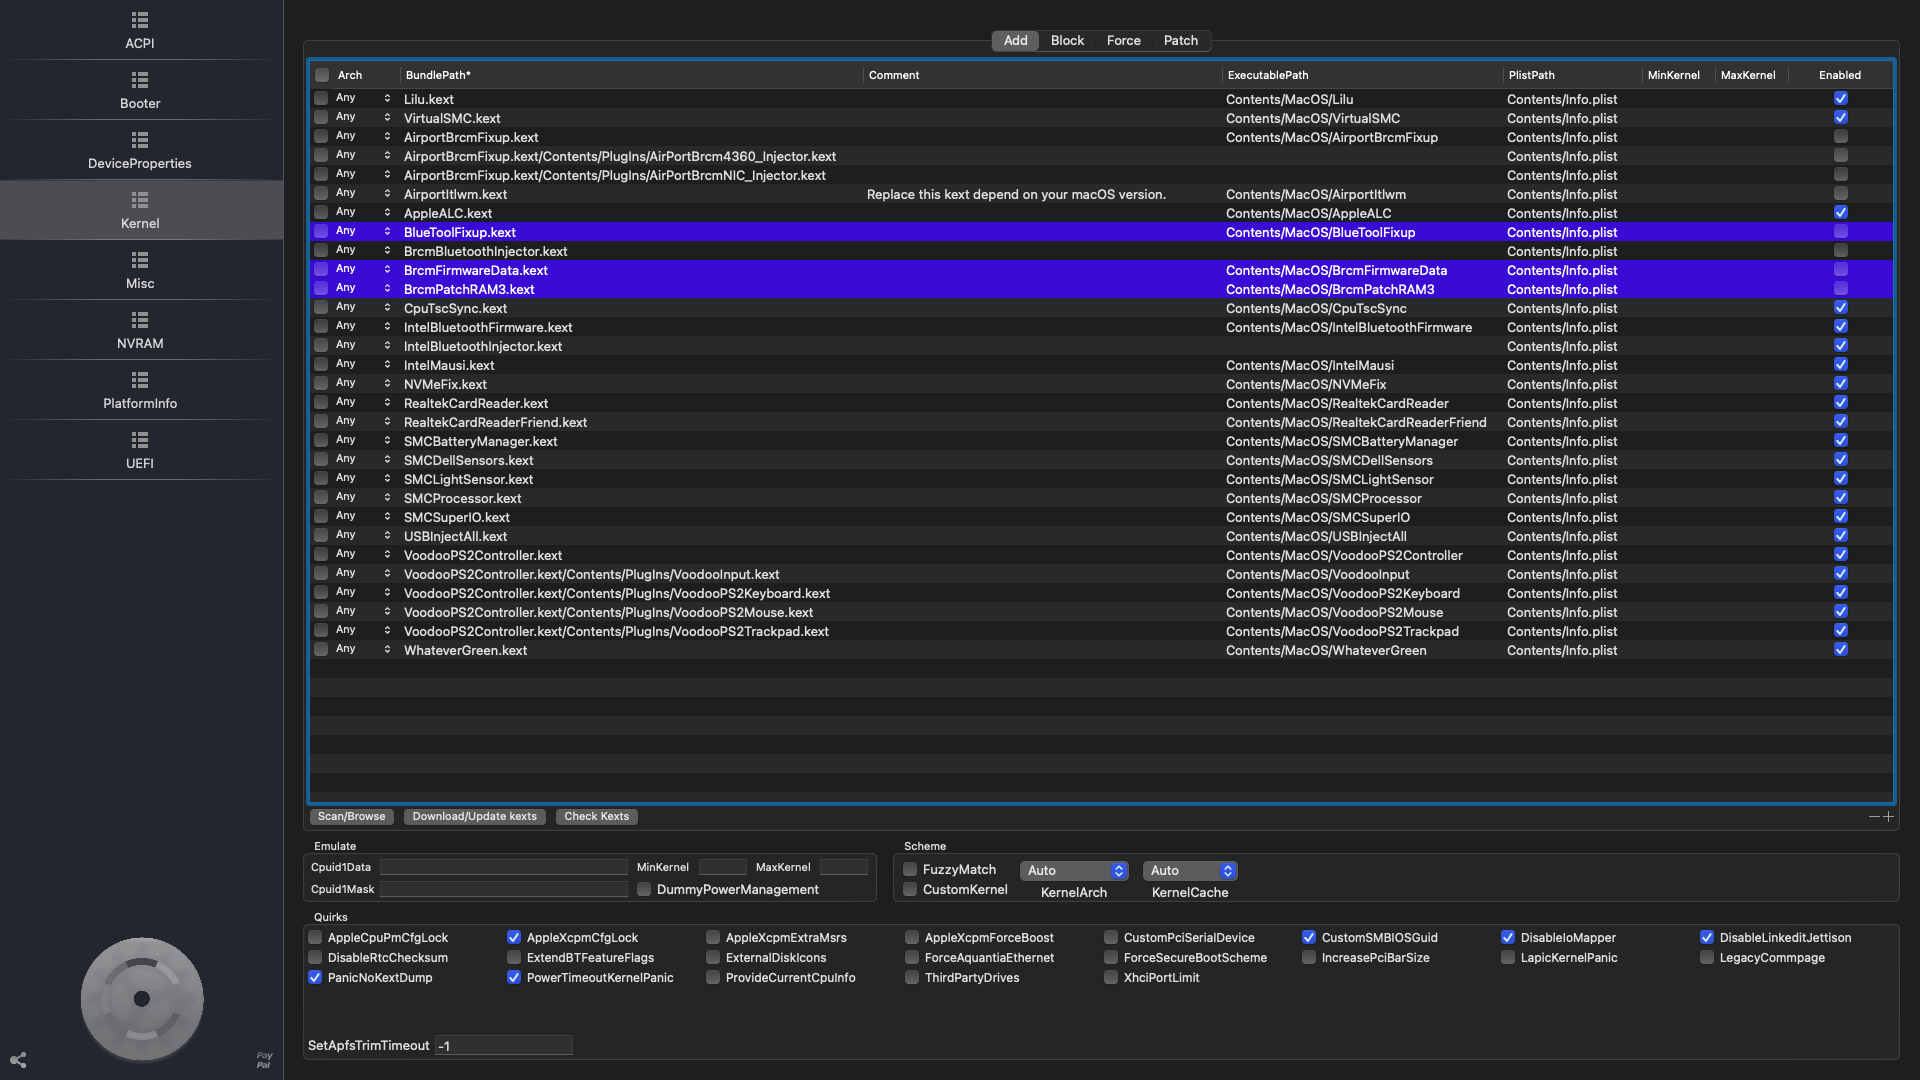 ACPI
Booter
DeviceProperties
Kernel
Misc
NVRAM
PlatformInfo
UEFI
Pay
Pal
Add Block Force Patch
Arch BundlePath* Comment ExecutablePath PlistPath MinKernel MaxKernel Enabled
Any Lilu.kext Contents/MacOS/Lilu Contents/Info.plist
Any VirtualSMC.kext Contents/MacOS/VirtualSMC Contents/Info.plist
Any AirportBrcmFixup.kext Contents/MacOS/AirportBrcmFixup Contents/Info.plist
Any AirportBrcmFixup.kext/Contents/PlugIns/AirPortBrcm4360_Injector.kext Contents/Info.plist
Any AirportBrcmFixup.kext/Contents/PlugIns/AirPortBrcmNIC_Injector.kext Contents/Info.plist
Any AirportItlwm.kext Replace this kext depend on your macOS version. Contents/MacOS/AirportItlwm Contents/Info.plist
Any AppleALC.kext Contents/MacOS/AppleALC Contents/Info.plist
Any BlueToolFixup.kext Contents/MacOS/BlueToolFixup Contents/Info.plist
Any BrcmBluetoothInjector.kext Contents/Info.plist
Any BrcmFirmwareData.kext Contents/MacOS/BrcmFirmwareData Contents/Info.plist
Any BrcmPatchRAM3.kext Contents/MacOS/BrcmPatchRAM3 Contents/Info.plist
Any CpuTscSync.kext Contents/MacOS/CpuTscSync Contents/Info.plist
Any IntelBluetoothFirmware.kext Contents/MacOS/IntelBluetoothFirmware Contents/Info.plist
Any IntelBluetoothInjector.kext Contents/Info.plist
Any IntelMausi.kext Contents/MacOS/IntelMausi Contents/Info.plist
Any NVMeFix.kext Contents/MacOS/NVMeFix Contents/Info.plist
Any RealtekCardReader.kext Contents/MacOS/RealtekCardReader Contents/Info.plist
Any RealtekCardReaderFriend.kext Contents/MacOS/RealtekCardReaderFriend Contents/Info.plist
Any SMCBatteryManager.kext Contents/MacOS/SMCBatteryManager Contents/Info.plist
Any SMCDellSensors.kext Contents/MacOS/SMCDellSensors Contents/Info.plist
Any SMCLightSensor.kext Contents/MacOS/SMCLightSensor Contents/Info.plist
Any SMCProcessor.kext Contents/MacOS/SMCProcessor Contents/Info.plist
Any SMCSuperIO.kext Contents/MacOS/SMCSuperIO Contents/Info.plist
Any USBInjectAll.kext Contents/MacOS/USBInjectAll Contents/Info.plist
Any VoodooPS2Controller.kext Contents/MacOS/VoodooPS2Controller Contents/Info.plist
Any VoodooPS2Controller.kext/Contents/PlugIns/VoodooInput.kext Contents/MacOS/VoodooInput Contents/Info.plist
Any VoodooPS2Controller.kext/Contents/PlugIns/VoodooPS2Keyboard.kext Contents/MacOS/VoodooPS2Keyboard Contents/Info.plist
Any VoodooPS2Controller.kext/Contents/PlugIns/VoodooPS2Mouse.kext Contents/MacOS/VoodooPS2Mouse Contents/Info.plist
Any VoodooPS2Controller.kext/Contents/PlugIns/VoodooPS2Trackpad.kext Contents/MacOS/VoodooPS2Trackpad Contents/Info.plist
Any WhateverGreen.kext Contents/MacOS/WhateverGreen Contents/Info.plist
Scan/Browse Download/Update kexts Check Kexts
Emulate
Cpuid1Data MinKernel MaxKernel
Cpuid1Mask DummyPowerManagement
Scheme
FuzzyMatch Auto Auto
CustomKernel KernelArch KernelCache
Quirks
AppleCpuPmCfgLock AppleXcpmCfgLock AppleXcpmExtraMsrs AppleXcpmForceBoost CustomPciSerialDevice CustomSMBIOSGuid DisableIoMapper DisableLinkeditJettison
DisableRtcChecksum ExtendBTFeatureFlags ExternalDiskIcons ForceAquantiaEthernet ForceSecureBootScheme IncreasePciBarSize LapicKernelPanic LegacyCommpage
PanicNoKextDump PowerTimeoutKernelPanic ProvideCurrentCpuInfo ThirdPartyDrives XhciPortLimit
SetApfsTrimTimeout -1